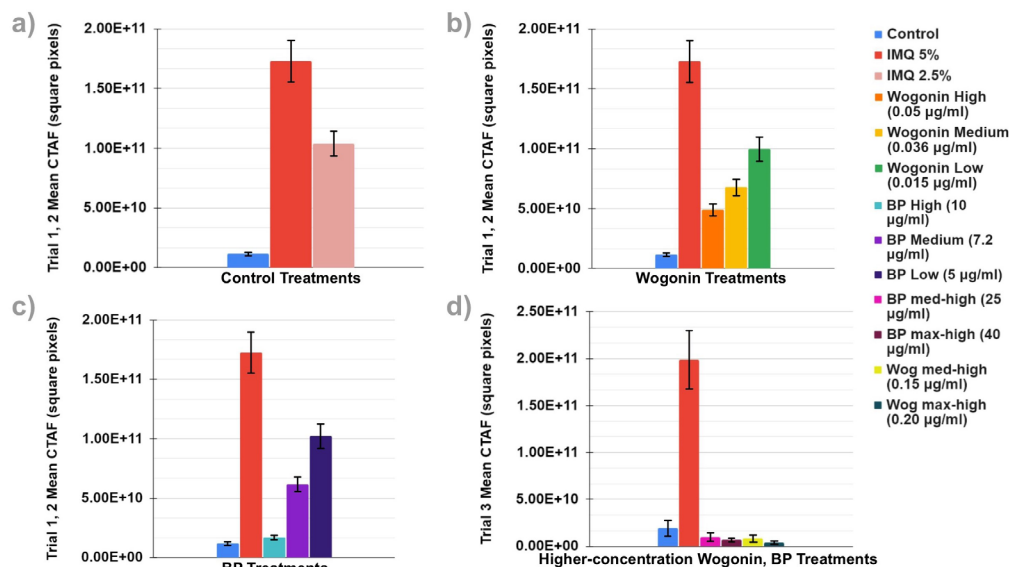 a)
Trial 1, 2 Mean CTAF (square pixels)
2.00E+11
1.50E+11
1.00E+11
5.00E+10
0.00E+00
Control Treatments
b)
Trial 1, 2 Mean CTAF (square pixels)
2.00E+11
1.50E+11
1.00E+11
5.00E+10
0.00E+00
Wogonin Treatments
Control
IMQ 5%
IMQ 2.5%
Wogonin High
(0.05 µg/ml)
Wogonin Medium
(0.036 µg/ml)
Wogonin Low
(0.015 µg/ml)
BP High (10
µg/ml)
BP Medium (7.2
µg/ml)
BP Low (5 µg/ml)
BP med-high (25
µg/ml)
BP max-high (40
µg/ml)
Wog med-high
(0.15 µg/ml)
Wog max-high
(0.20 µg/ml)
c)
Trial 1, 2 Mean CTAF (square pixels)
2.00E+11
1.50E+11
1.00E+11
5.00E+10
0.00E+00
BP Treatments
d)
Trial 3 Mean CTAF (square pixels)
2.50E+11
2.00E+11
1.50E+11
1.00E+11
5.00E+10
0.00E+00
Higher-concentration Wogonin, BP Treatments